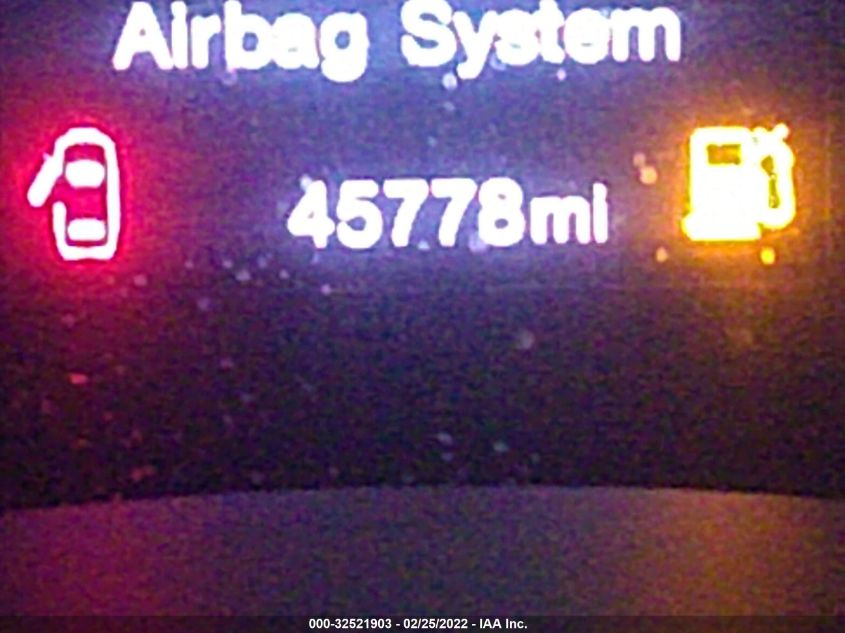 Airbag System
45778mi
000-32521903 - 02/25/2022 - IAA Inc.